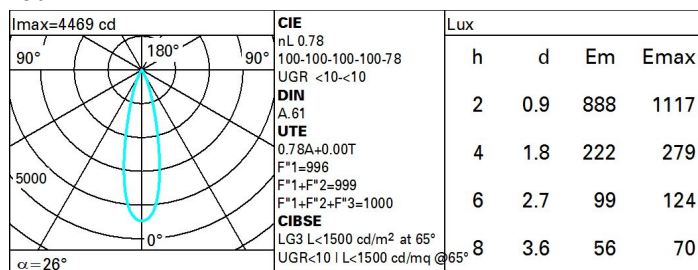 Imax=4469 cd
90° 180° 90°
5000
0°
α=26°
CIE
nL 0.78
100-100-100-100-78
UGR <10-<10
DIN
A.61
UTE
0.78A+0.00T
F"1=996
F"1+F"2=999
F"1+F"2+F"3=1000
CIBSE
LG3 L<1500 cd/m² at 65°
UGR<10 | L<1500 cd/mq @65°
Lux
h d Em Emax
2 0.9 888 1117
4 1.8 222 279
6 2.7 99 124
8 3.6 56 70